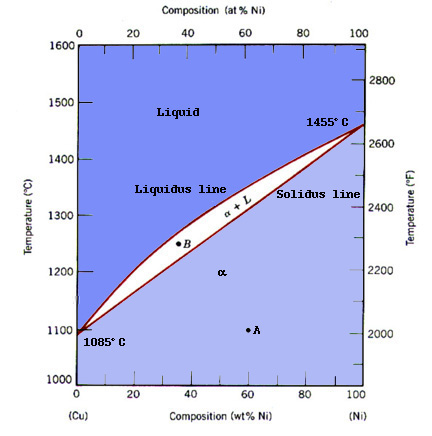 Composition (at % Ni)
0 20 40 60 80 100
1600
1500
1400
1300
1200
1100
1000
Temperature (°C)
2800
2600
2400
2200
2000
Temperature (°F)
Liquid
1455° C
Liquidus line
Solidus line
α + L
B
α
A
1085° C
0 20 40 60 80 100
(Cu) Composition (wt% Ni) (Ni)